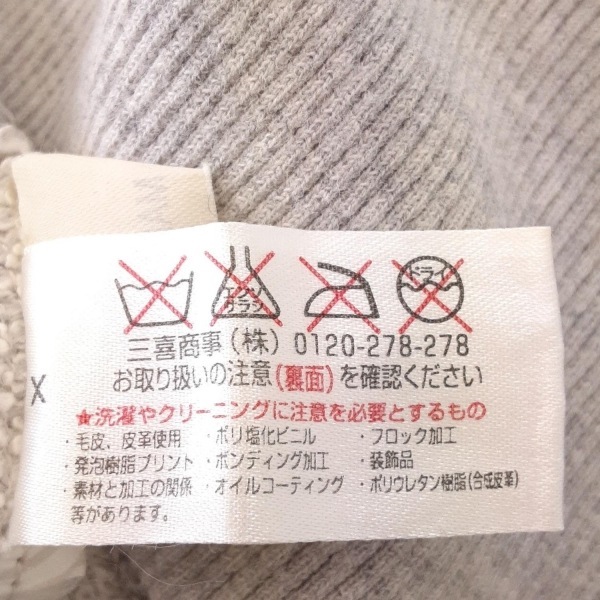 エンソ
サラシ
ドライ
三喜商事（株）0120-278-278
お取り扱いの注意（裏面）を確認ください
★洗濯やクリーニングに注意を必要とするもの
・毛皮、皮革使用 ・ポリ塩化ビニル ・フロック加工
・発泡樹脂プリント ・ボンディング加工 ・装飾品
・素材と加工の関係 ・オイルコーティング ・ポリウレタン樹脂（合成皮革）
等があります。
X